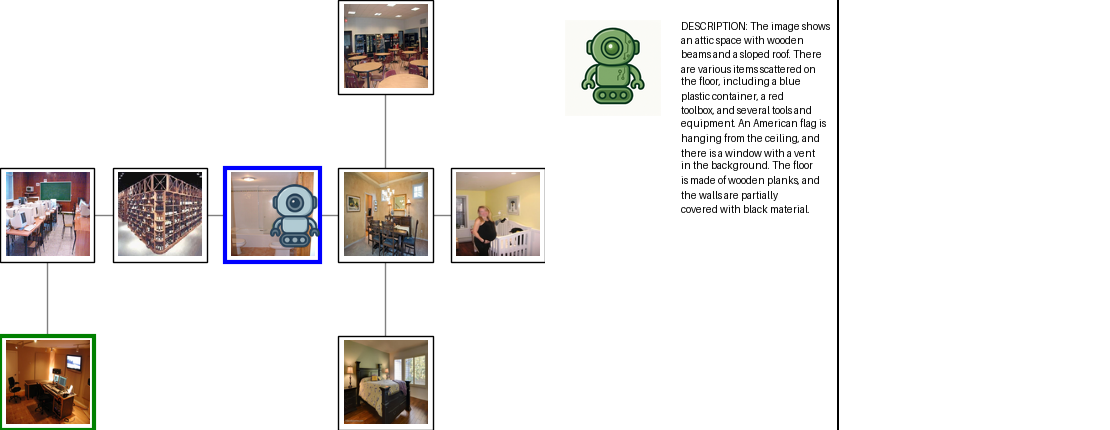 DESCRIPTION: The image shows
an attic space with wooden
beams and a sloped roof. There
are various items scattered on
the floor, including a blue
plastic container, a red
toolbox, and several tools and
equipment. An American flag is
hanging from the ceiling, and
there is a window with a vent
in the background. The floor
is made of wooden planks, and
the walls are partially
covered with black material.